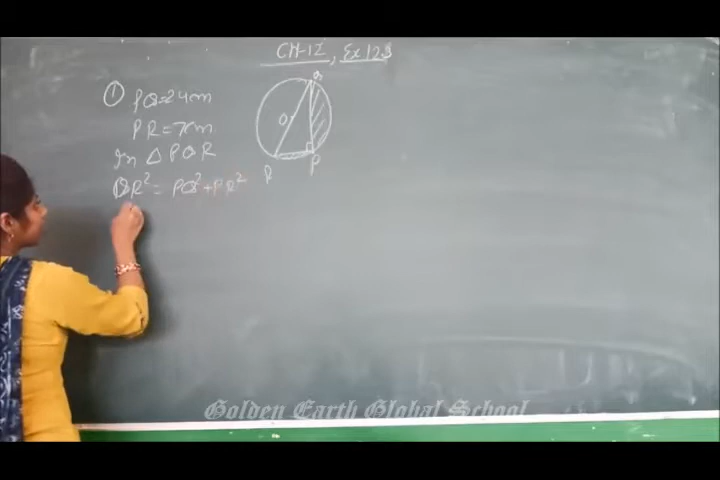 CH-12, Ex 12.3
① PQ=24cm
PR=7cm
In △ PQR
QR² = PQ²+PR²
Q
O
R
P
Golden Earth Global School